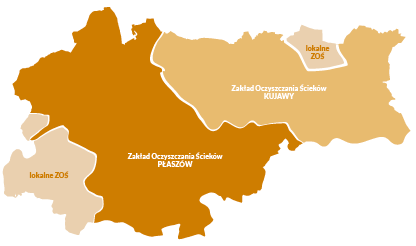 lokalne
ZOŚ
Zakład Oczyszczania Ścieków
KUJAWY
Zakład Oczyszczania Ścieków
PŁASZÓW
lokalne ZOŚ